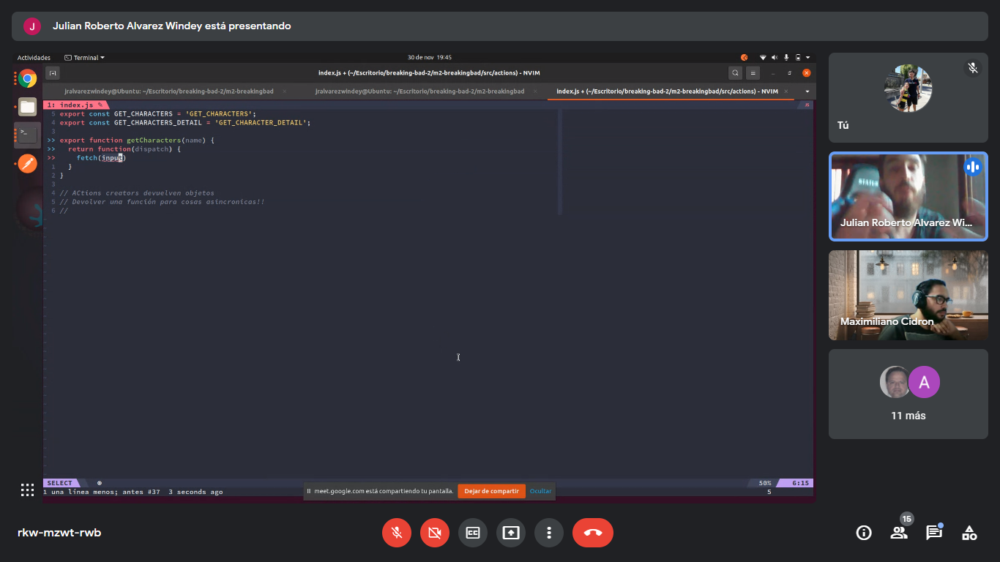 J Julian Roberto Alvarez Windey está presentando
Actividades Terminal 30 de nov 19:45
index.js + (~/Escritorio/breaking-bad-2/m2-breakingbad/src/actions) - NVIM
jralvarezwindey@Ubuntu: ~/Escritorio/breaking-bad-2/m2-breakingbad × jralvarezwindey@Ubuntu: ~/Escritorio/breaking-bad-2/m2-breakingbad × index.js + (~/Escritorio/breaking-bad-2/m2-breakingbad/src/actions) - NVIM ×
1: index.js
5 export const GET_CHARACTERS = 'GET_CHARACTERS';
4 export const GET_CHARACTERS_DETAIL = 'GET_CHARACTER_DETAIL';
3
>> export function getCharacters(name) {
>> return function(dispatch) {
>> fetch(input)
1 }
2 }
3
4 // ACtions creators devuelven objetos
5 // Devolver una función para cosas asincronicas!!
6 //
SELECT 50% 6:15
1 una línea menos; antes #37 3 seconds ago 5
meet.google.com está compartiendo tu pantalla. Dejar de compartir Ocultar
Tú
Julian Roberto Alvarez Wi...
Maximiliano Cidron
A
11 más
rkw-mzwt-rwb
CC
15